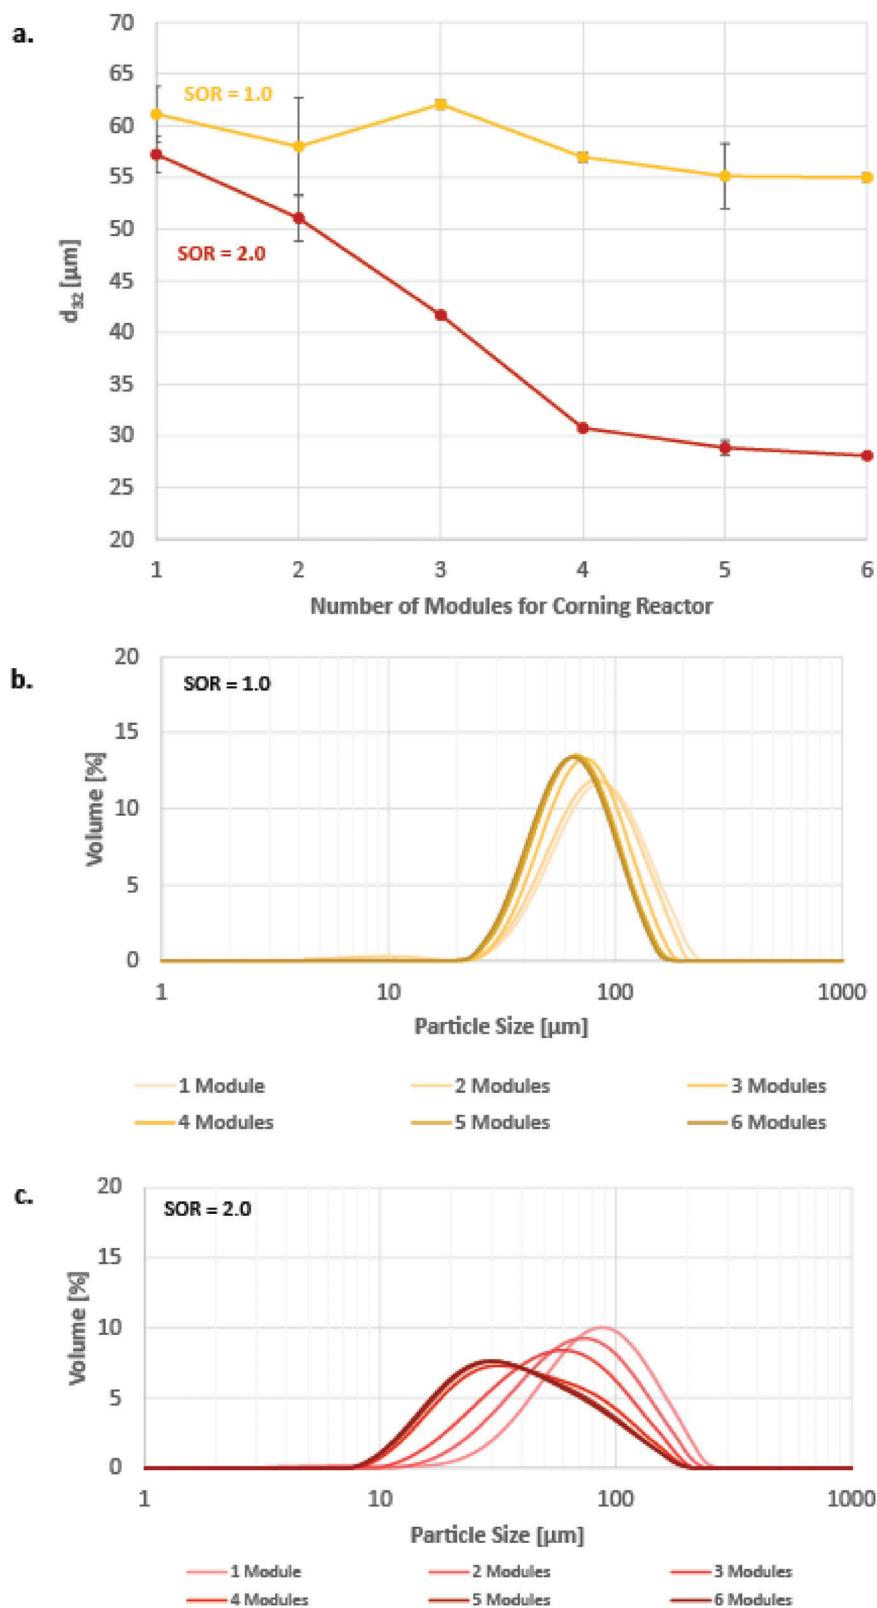 a.
70
65
60
55
50
45
40
35
30
25
20
d32 [µm]
SOR = 1.0
SOR = 2.0
1 2 3 4 5 6
Number of Modules for Corning Reactor
b.
20
15
10
5
0
Volume [%]
SOR = 1.0
1 10 100 1000
Particle Size [µm]
1 Module 2 Modules 3 Modules
4 Modules 5 Modules 6 Modules
c.
20
15
10
5
0
Volume [%]
SOR = 2.0
1 10 100 1000
Particle Size [µm]
1 Module 2 Modules 3 Modules
4 Modules 5 Modules 6 Modules